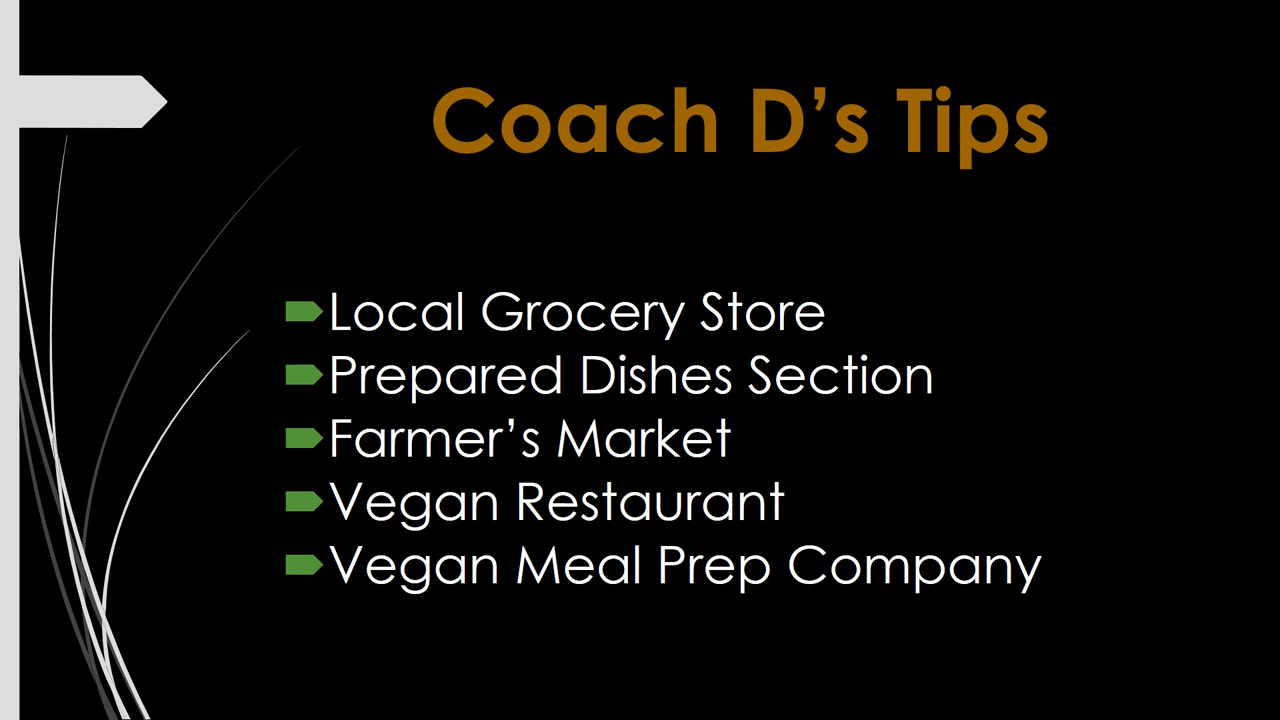 Coach D’s Tips
Local Grocery Store
Prepared Dishes Section
Farmer’s Market
Vegan Restaurant
Vegan Meal Prep Company